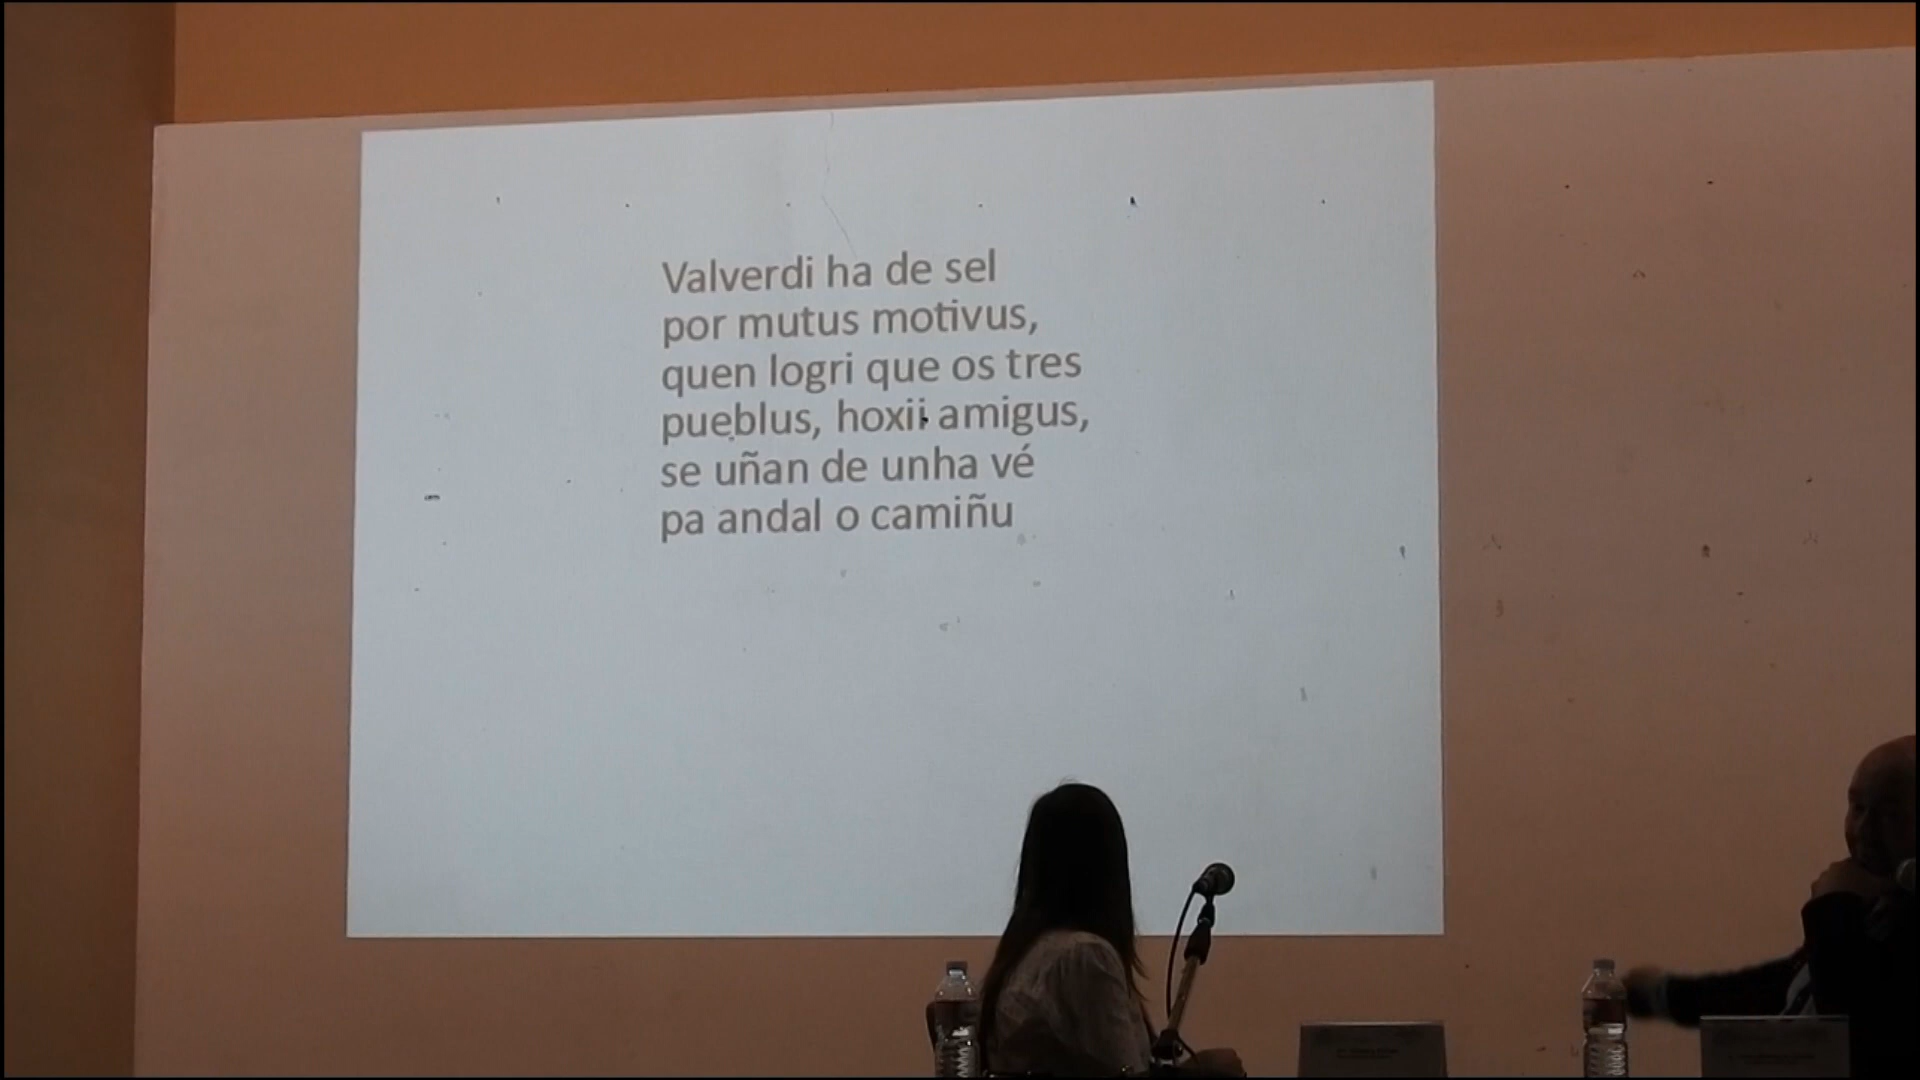 Valverdi ha de sel
por mutus motivus,
quen logri que os tres
pueblus, hoxii amigus,
se uñan de unha vé
pa andal o camiñu